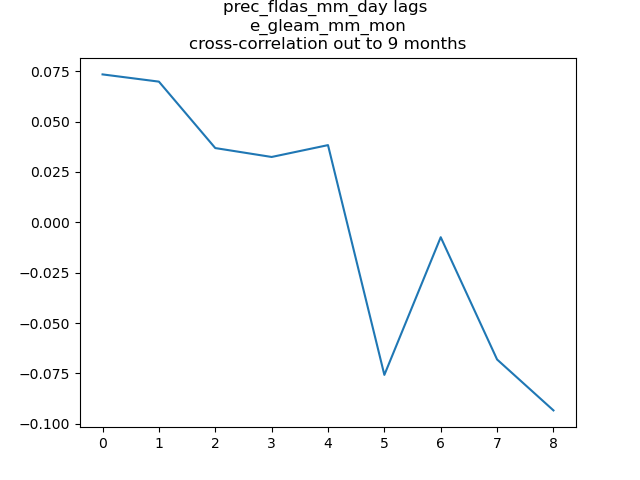 prec_fldas_mm_day lags
e_gleam_mm_mon
cross-correlation out to 9 months
0.075
0.050
0.025
0.000
−0.025
−0.050
−0.075
−0.100
0 1 2 3 4 5 6 7 8